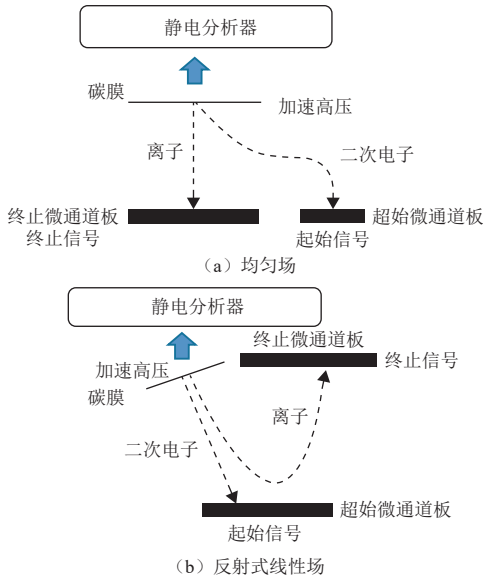 静电分析器
碳膜
加速高压
离子
二次电子
终止微通道板
超始微通道板
终止信号
起始信号
（a）均匀场
静电分析器
终止微通道板
加速高压
终止信号
碳膜
离子
二次电子
超始微通道板
起始信号
（b）反射式线性场